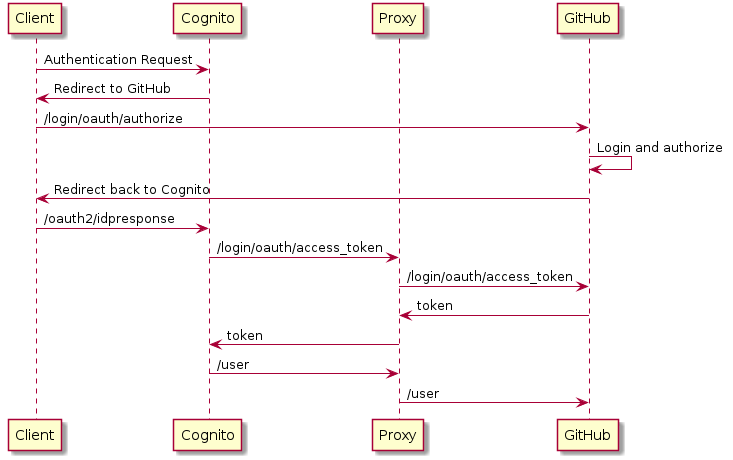 Client Cognito Proxy GitHub
Authentication Request
Redirect to GitHub
/login/oauth/authorize
Login and authorize
Redirect back to Cognito
/oauth2/idpresponse
/login/oauth/access_token
/login/oauth/access_token
token
token
/user
/user
Client Cognito Proxy GitHub